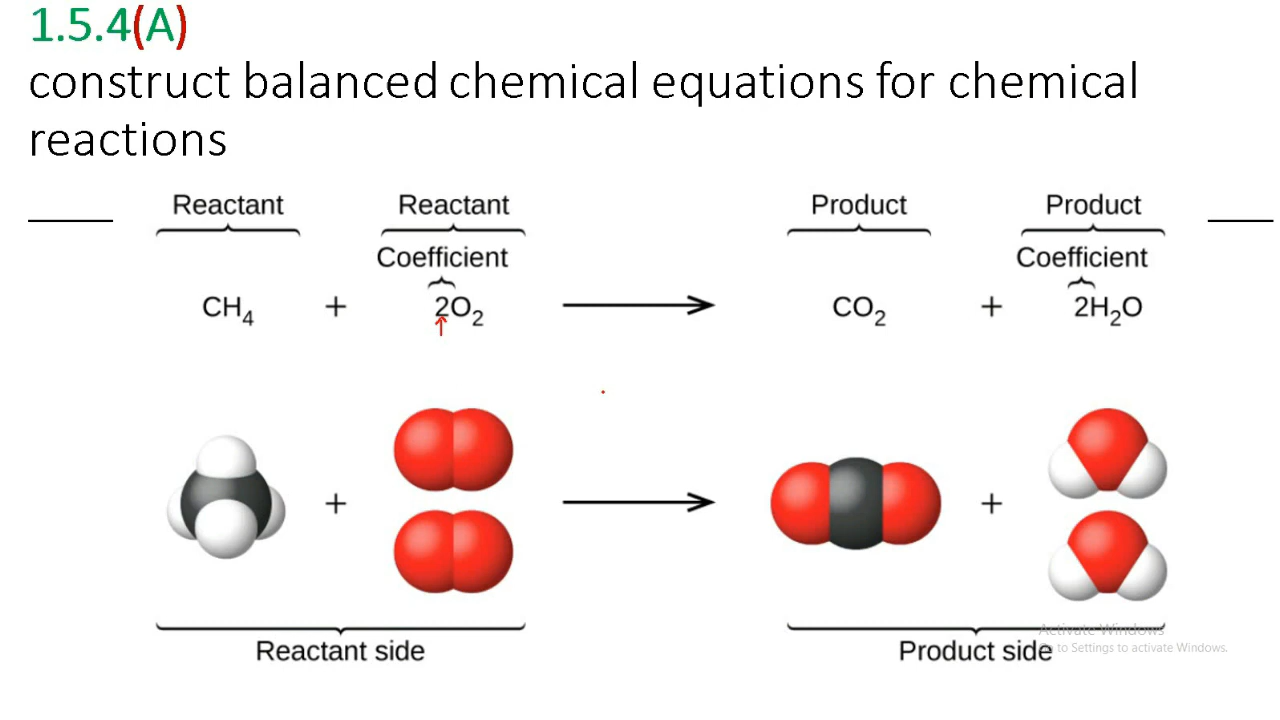 1.5.4(A)
construct balanced chemical equations for chemical
reactions
Reactant Reactant Product Product
Coefficient Coefficient
CH₄ + 2O₂ → CO₂ + 2H₂O
+ → +
Reactant side Product side
Activate Windows
Go to Settings to activate Windows.